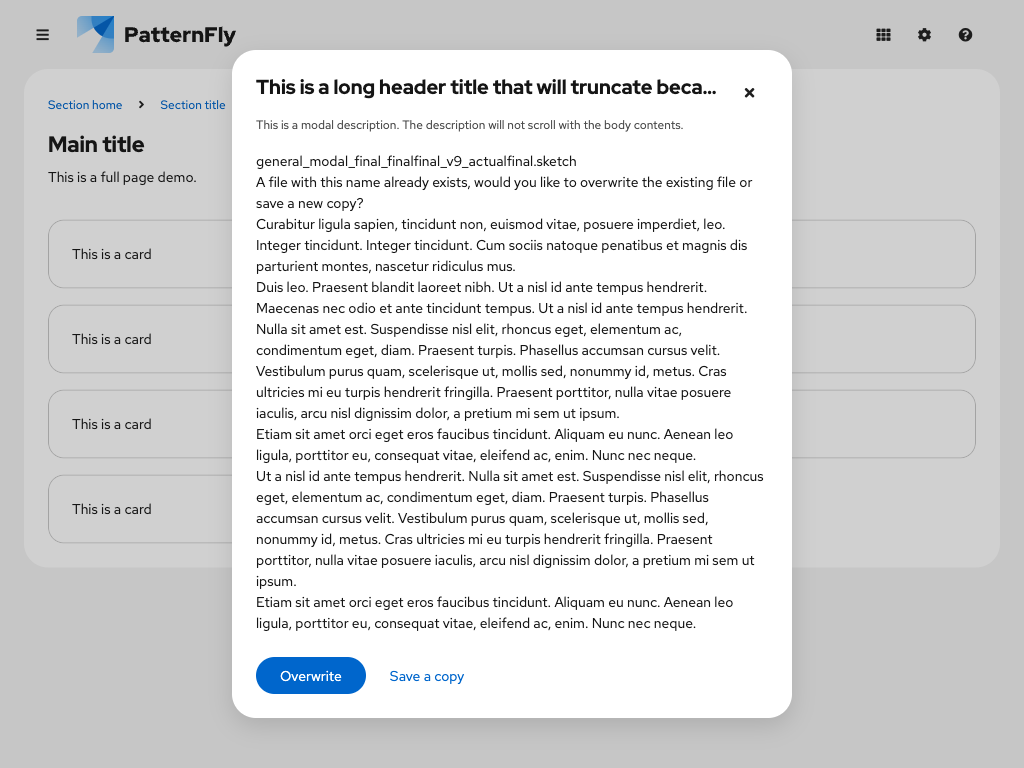 PatternFly
Section home
Section title
Main title
This is a full page demo.
This is a card
This is a card
This is a card
This is a card
This is a long header title that will truncate beca...
This is a modal description. The description will not scroll with the body contents.
general_modal_final_finalfinal_v9_actualfinal.sketch
A file with this name already exists, would you like to overwrite the existing file or
save a new copy?
Curabitur ligula sapien, tincidunt non, euismod vitae, posuere imperdiet, leo.
Integer tincidunt. Integer tincidunt. Cum sociis natoque penatibus et magnis dis
parturient montes, nascetur ridiculus mus.
Duis leo. Praesent blandit laoreet nibh. Ut a nisl id ante tempus hendrerit.
Maecenas nec odio et ante tincidunt tempus. Ut a nisl id ante tempus hendrerit.
Nulla sit amet est. Suspendisse nisl elit, rhoncus eget, elementum ac,
condimentum eget, diam. Praesent turpis. Phasellus accumsan cursus velit.
Vestibulum purus quam, scelerisque ut, mollis sed, nonummy id, metus. Cras
ultricies mi eu turpis hendrerit fringilla. Praesent porttitor, nulla vitae posuere
iaculis, arcu nisl dignissim dolor, a pretium mi sem ut ipsum.
Etiam sit amet orci eget eros faucibus tincidunt. Aliquam eu nunc. Aenean leo
ligula, porttitor eu, consequat vitae, eleifend ac, enim. Nunc nec neque.
Ut a nisl id ante tempus hendrerit. Nulla sit amet est. Suspendisse nisl elit, rhoncus
eget, elementum ac, condimentum eget, diam. Praesent turpis. Phasellus
accumsan cursus velit. Vestibulum purus quam, scelerisque ut, mollis sed,
nonummy id, metus. Cras ultricies mi eu turpis hendrerit fringilla. Praesent
porttitor, nulla vitae posuere iaculis, arcu nisl dignissim dolor, a pretium mi sem ut
ipsum.
Etiam sit amet orci eget eros faucibus tincidunt. Aliquam eu nunc. Aenean leo
ligula, porttitor eu, consequat vitae, eleifend ac, enim. Nunc nec neque.
Overwrite
Save a copy